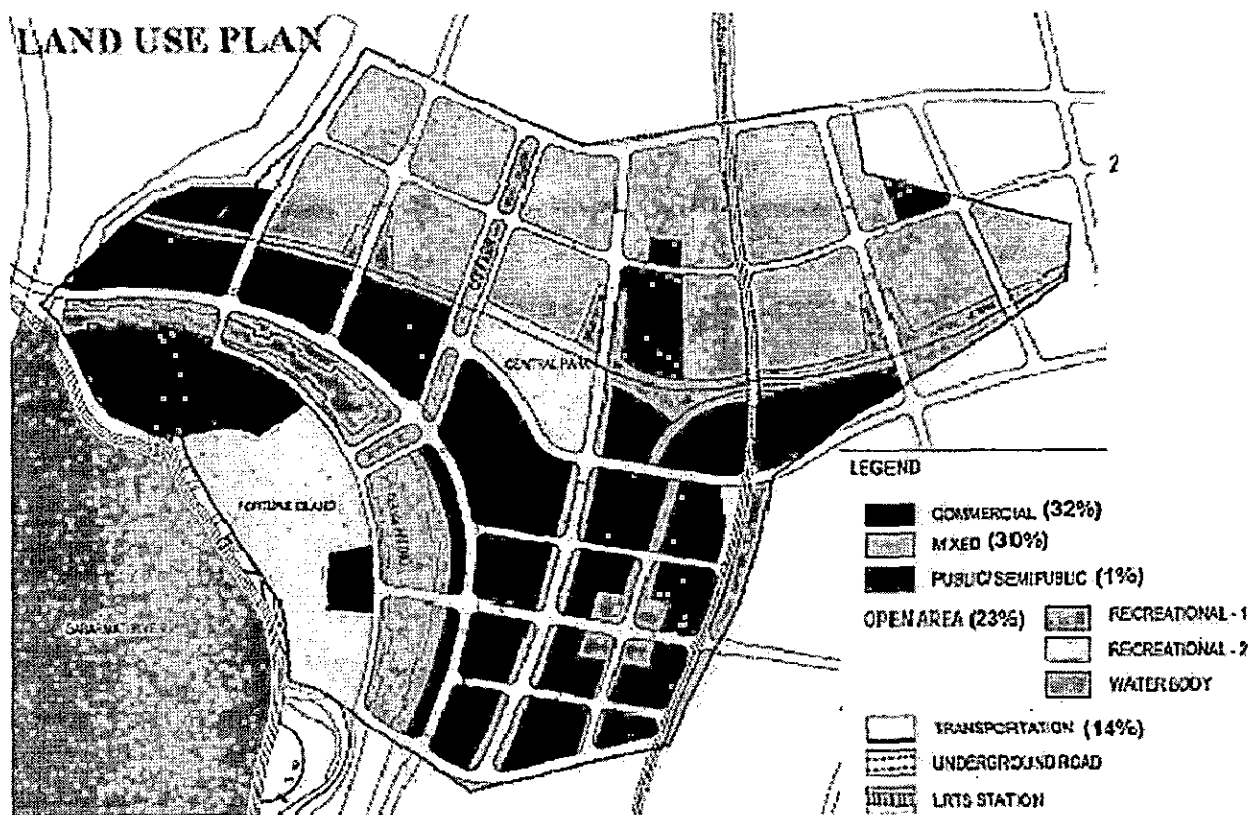 LAND USE PLAN
2
CENTRAL PARK
LEGEND
COMMERCIAL (32%)
MIXED (30%)
PUBLIC/SEMIPUBLIC (1%)
OPEN AREA (23%)
RECREATIONAL - 1
RECREATIONAL - 2
WATER BODY
TRANSPORTATION (14%)
UNDERGROUND ROAD
LRTS STATION
ISLAND